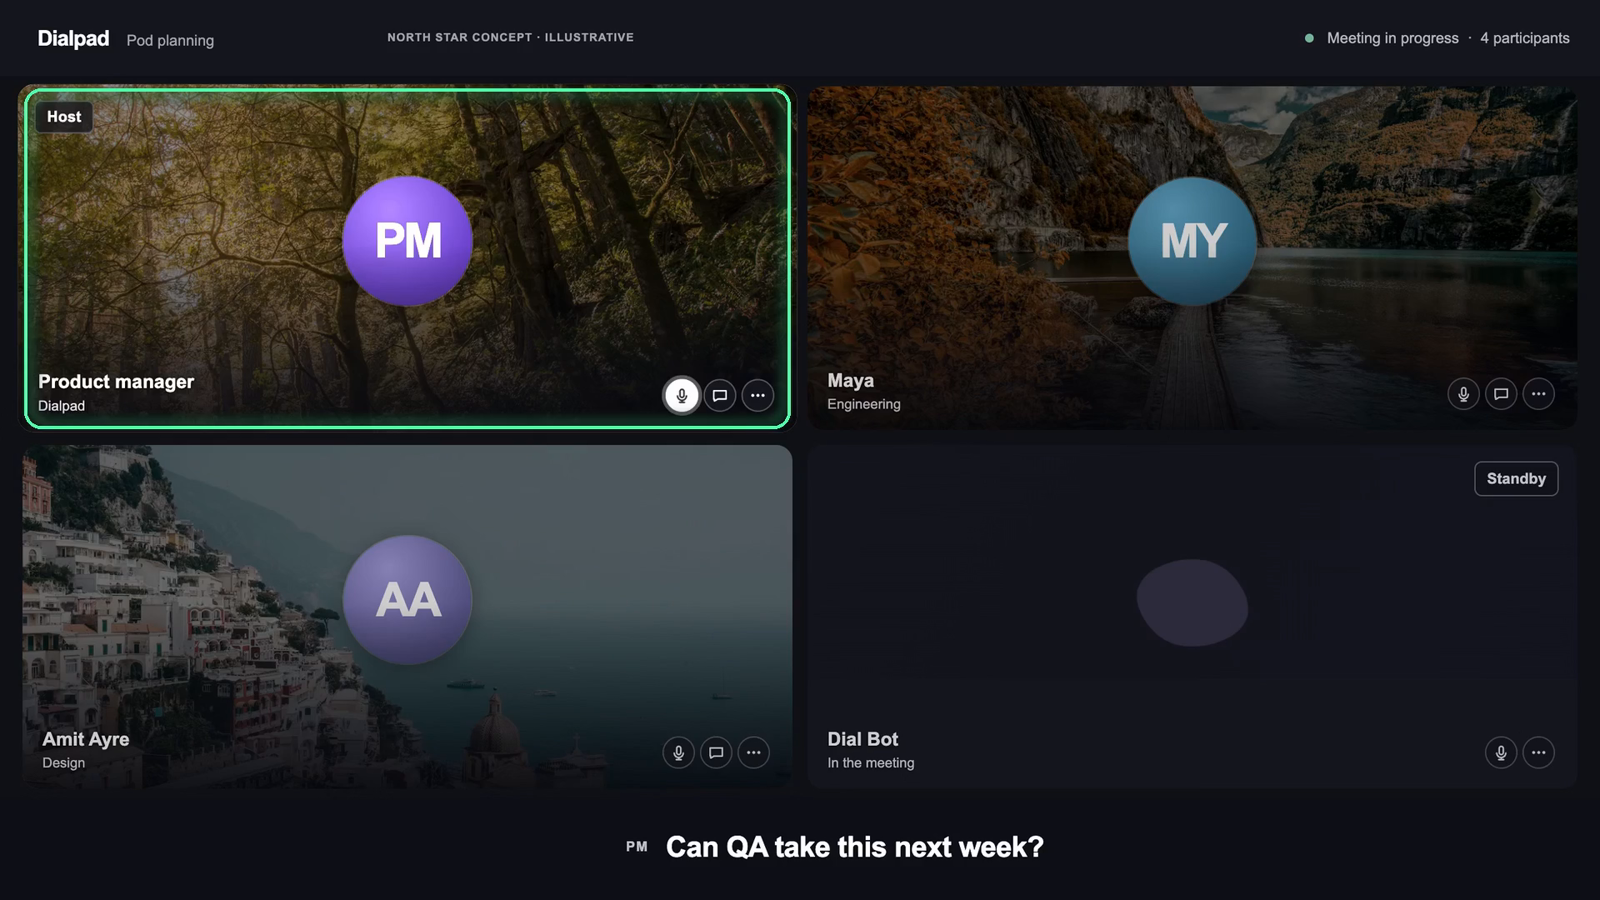 Dialpad Pod planning
NORTH STAR CONCEPT · ILLUSTRATIVE
Meeting in progress · 4 participants
Host
PM
Product manager
Dialpad
MY
Maya
Engineering
AA
Amit Ayre
Design
Standby
Dial Bot
In the meeting
PM Can QA take this next week?